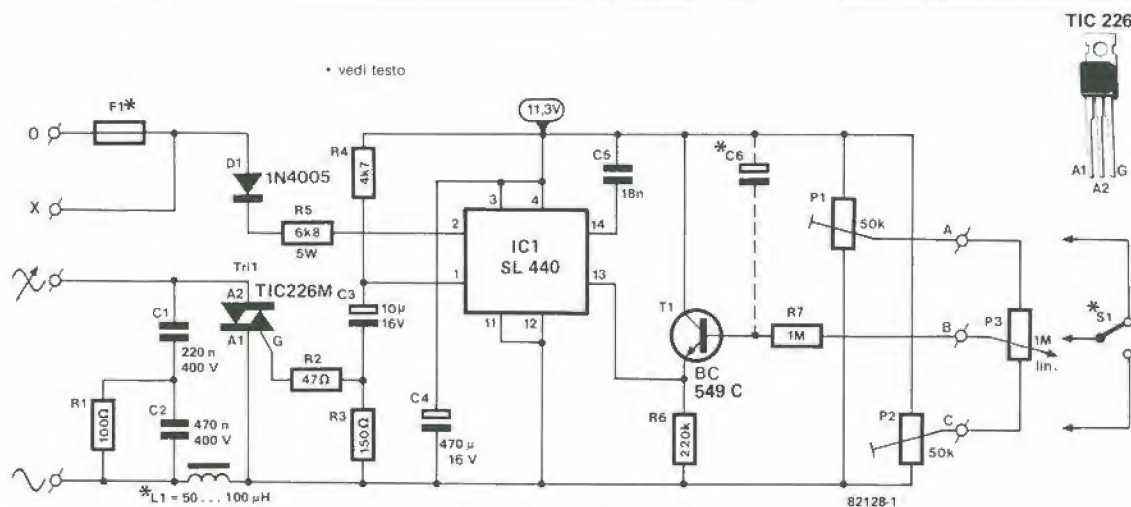 TIC 226
A1
A2
G
* vedi testo
F1*
O
X
D1
1N4005
R5
6k8
5W
R4
4k7
11,3V
3
4
2
1
14
13
11
12
IC1
SL 440
C5
18n
*C6
P1
50k
A
B
C
T1
BC
549 C
R7
1M
R6
220k
P2
50k
P3
1M
lin.
*S1
Tri1
TIC226M
A2
A1
G
C1
220 n
400 V
R1
100Ω
C2
470 n
400 V
C3
10µ
16V
R2
47Ω
R3
150Ω
C4
470 µ
16 V
*L1 = 50 . . . 100 µH
82128-1